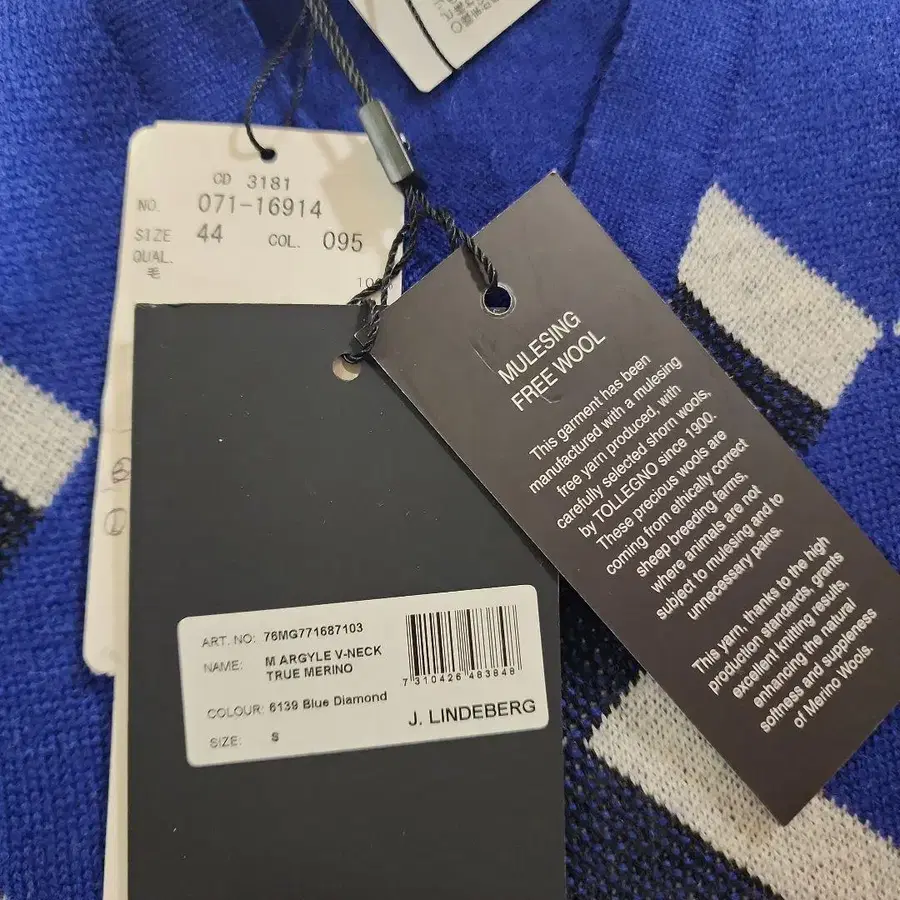 CD 3181
NO. 071-16914
SIZE 44 COL. 095
QUAL.
毛
MULESING
FREE WOOL
This garment has been
manufactured with a mulesing
free yarn produced, with
carefully selected shorn wools,
by TOLLEGNO since 1900.
These precious wools are
coming from ethically correct
sheep breeding farms,
where animals are not
subject to mulesing and to
unnecessary pains.
This yarn, thanks to the high
production standards, grants
excellent knitting results,
enhancing the natural
softness and suppleness
of Merino Wools.
ART. NO: 76MG771687103
NAME: M ARGYLE V-NECK
TRUE MERINO
7 310426 483848
COLOUR: 6139 Blue Diamond
J. LINDEBERG
SIZE: S